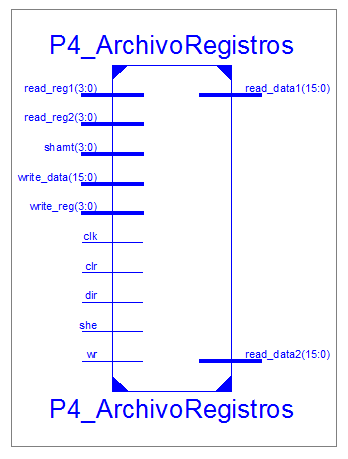 P4_ArchivoRegistros
read_reg1(3:0)
read_data1(15:0)
read_reg2(3:0)
shamt(3:0)
write_data(15:0)
write_reg(3:0)
clk
clr
dir
she
wr
read_data2(15:0)
P4_ArchivoRegistros